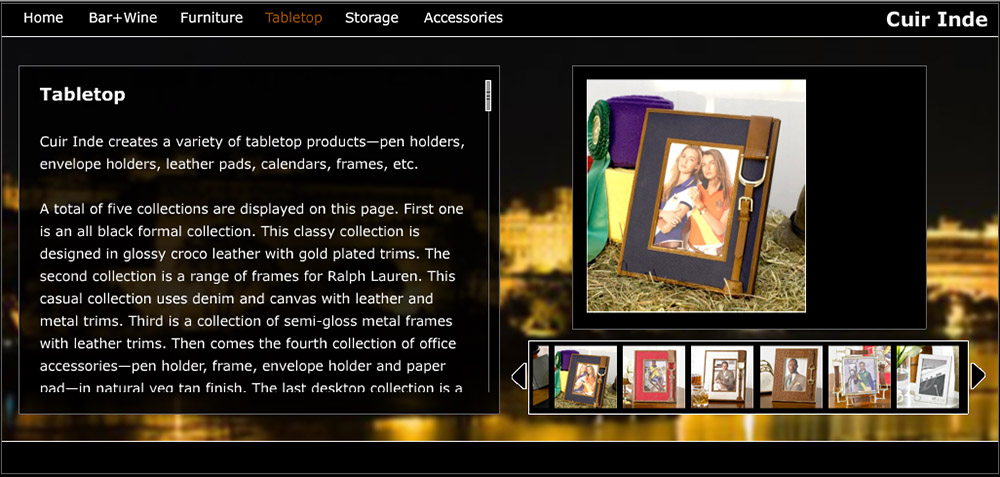 Home Bar+Wine Furniture Tabletop Storage Accessories Cuir Inde
Tabletop
Cuir Inde creates a variety of tabletop products—pen holders,
envelope holders, leather pads, calendars, frames, etc.
A total of five collections are displayed on this page. First one
is an all black formal collection. This classy collection is
designed in glossy croco leather with gold plated trims. The
second collection is a range of frames for Ralph Lauren. This
casual collection uses denim and canvas with leather and
metal trims. Third is a collection of semi-gloss metal frames
with leather trims. Then comes the fourth collection of office
accessories—pen holder, frame, envelope holder and paper
pad—in natural veg tan finish. The last desktop collection is a